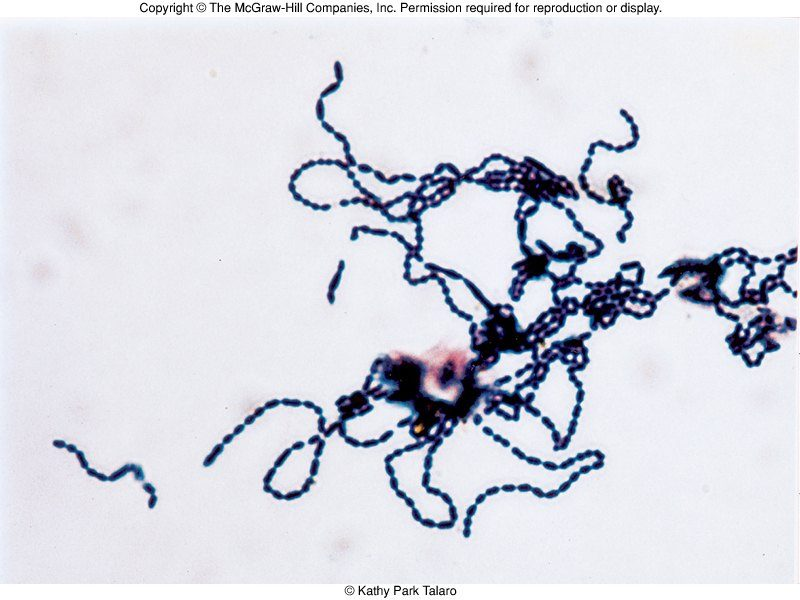 Copyright © The McGraw-Hill Companies, Inc. Permission required for reproduction or display.
© Kathy Park Talaro